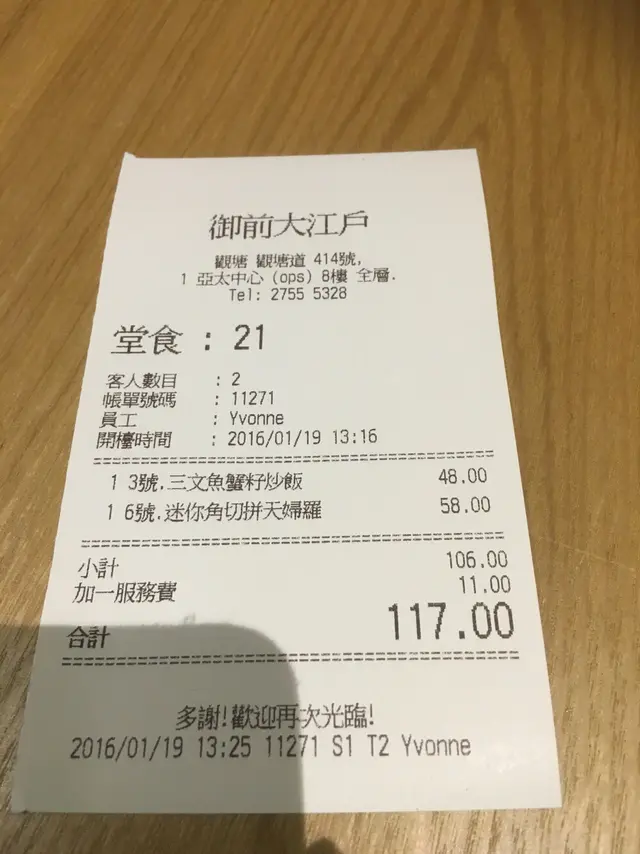 御前大江戶
觀塘 觀塘道 414號,
1 亞太中心 (ops) 8樓 全層.
Tel: 2755 5328
堂食 : 21
客人數目 : 2
帳單號碼 : 11271
員工 : Yvonne
開檯時間 : 2016/01/19 13:16
1 3號.三文魚蟹籽炒飯 48.00
1 6號.迷你角切拼天婦羅 58.00
小計 106.00
加一服務費 11.00
合計 117.00
多謝!歡迎再次光臨!
2016/01/19 13:25 11271 S1 T2 Yvonne